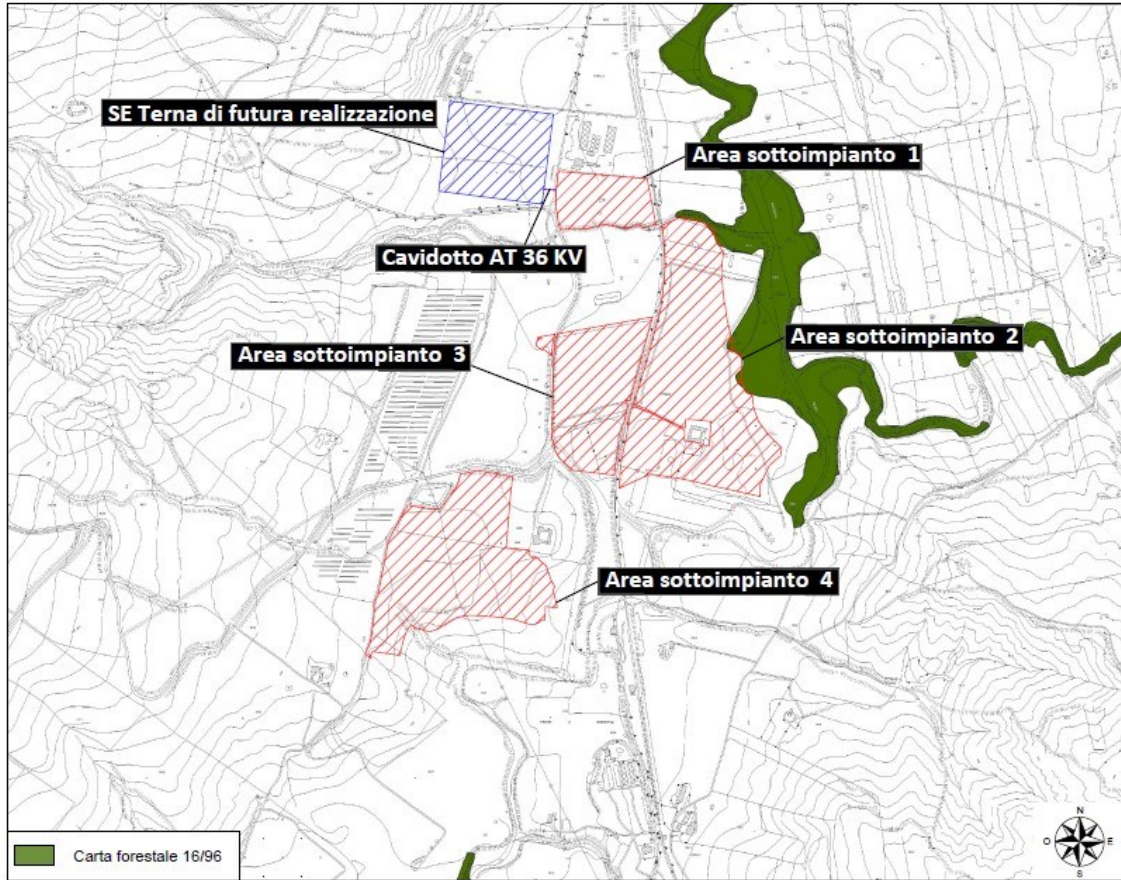 SE Terna di futura realizzazione
Area sottoimpianto 1
Cavidotto AT 36 KV
Area sottoimpianto 2
Area sottoimpianto 3
Area sottoimpianto 4
Carta forestale 16/96
N
O
E
S